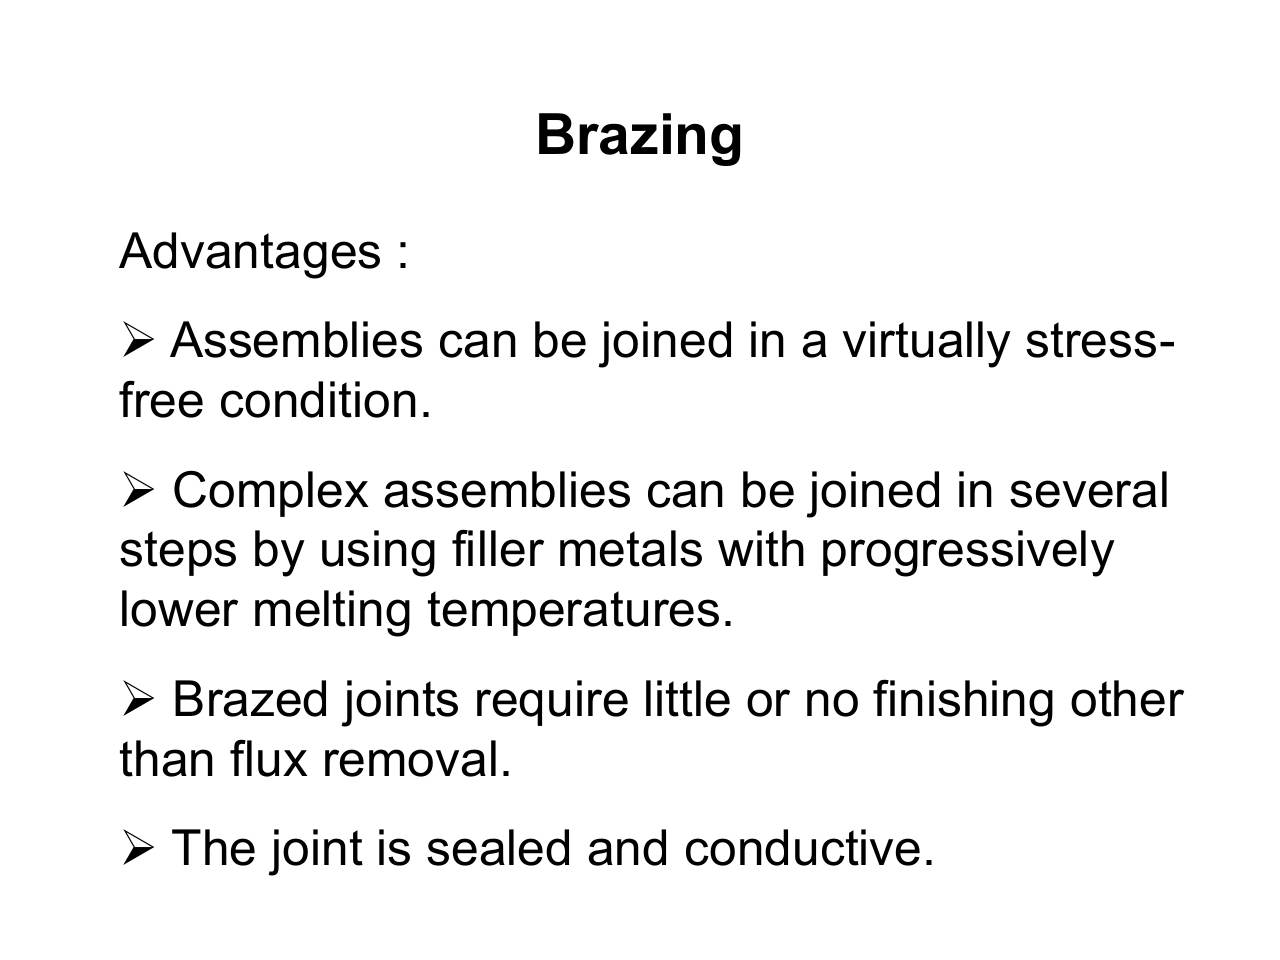 Brazing
Advantages :
➢ Assemblies can be joined in a virtually stress-
free condition.
➢ Complex assemblies can be joined in several
steps by using filler metals with progressively
lower melting temperatures.
➢ Brazed joints require little or no finishing other
than flux removal.
➢ The joint is sealed and conductive.